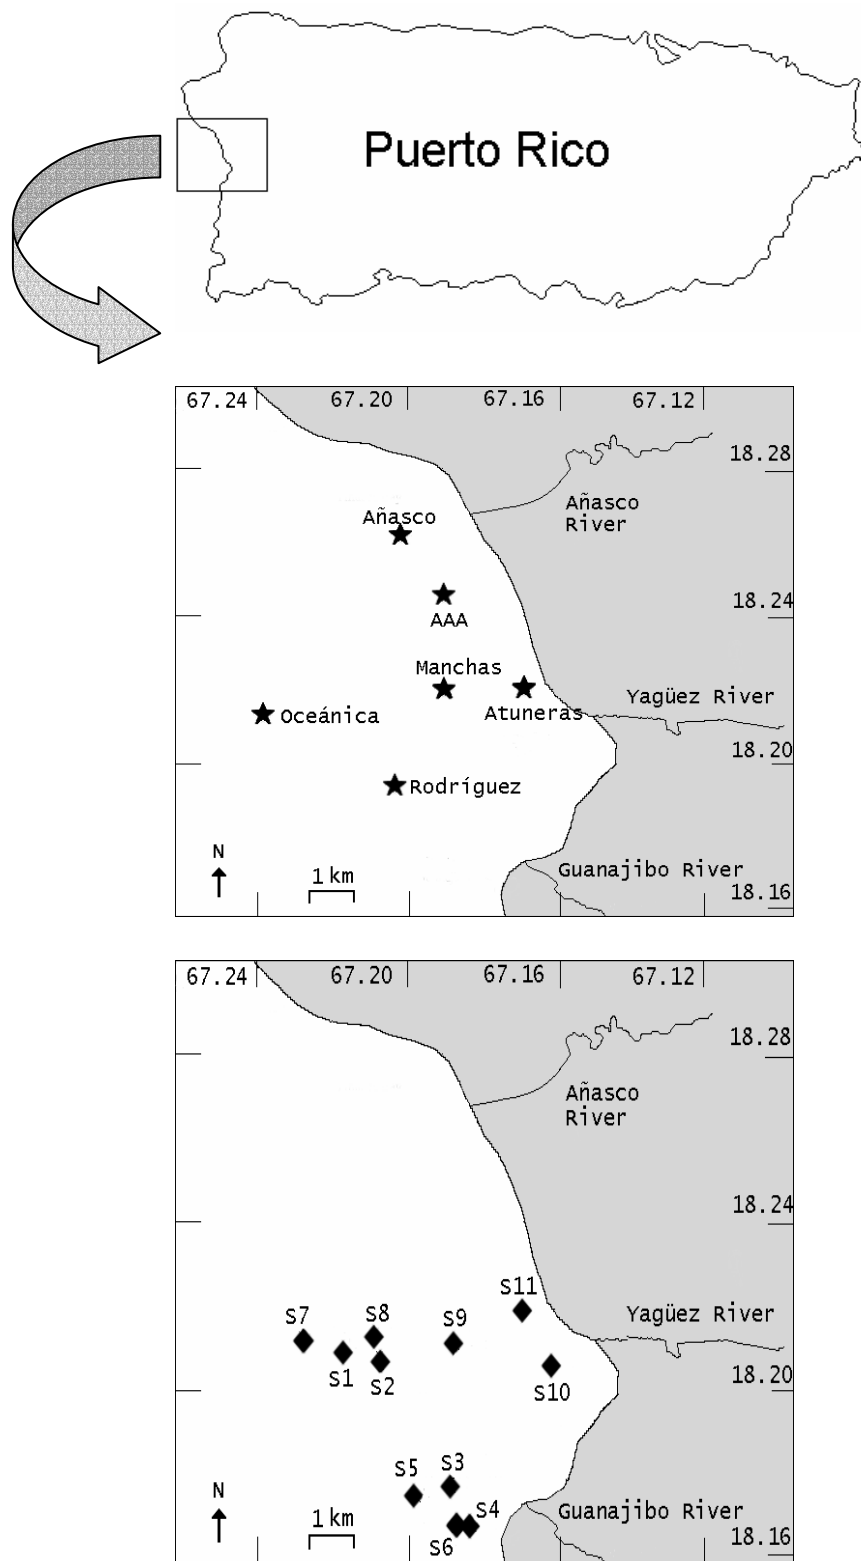 Puerto Rico
67.24 67.20 67.16 67.12
18.28
Añasco
River
Añasco
18.24
AAA
Manchas
Yagüez River
Oceánica
Atuneras
18.20
Rodríguez
N
1 km
Guanajibo River
18.16
67.24 67.20 67.16 67.12
18.28
Añasco
River
18.24
S11
S7 S8 S9
Yagüez River
S1 S2
18.20
S10
S3
S5
N
S4
1 km
Guanajibo River
18.16
S6